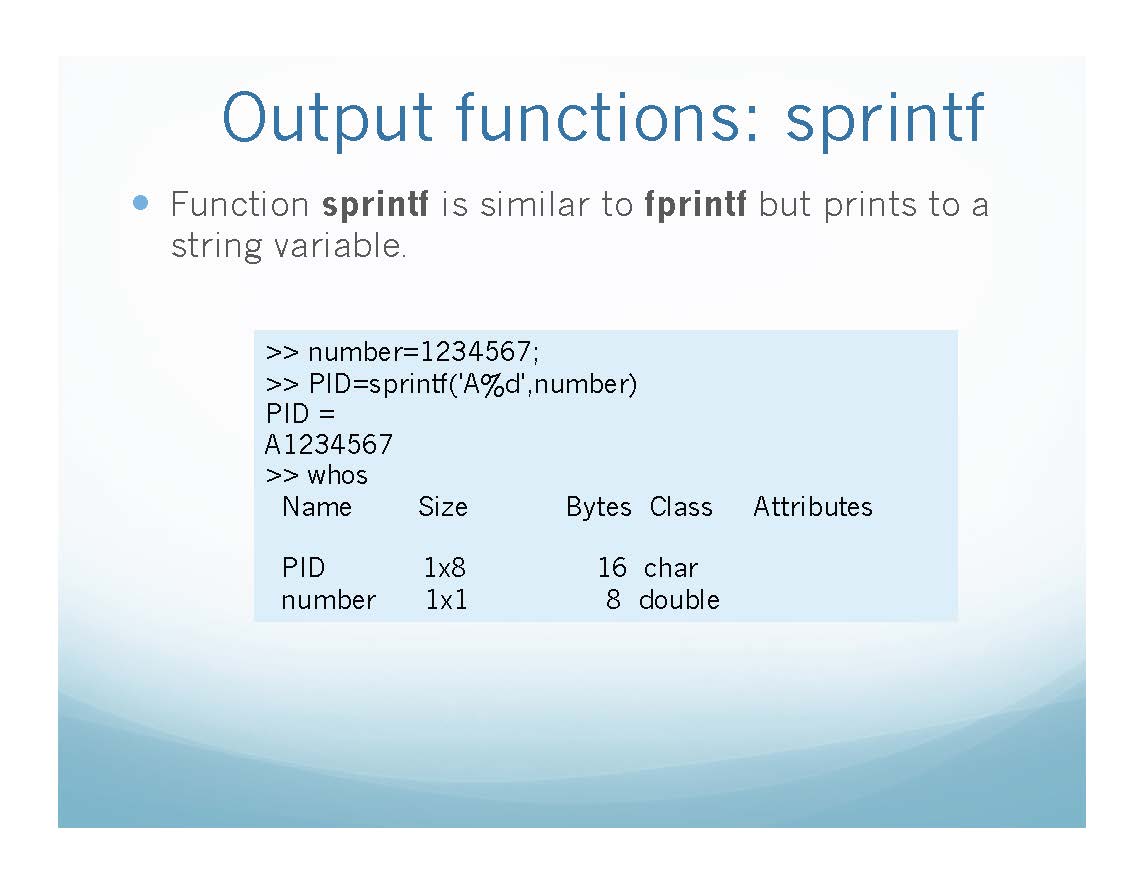 Output functions: sprintf
• Function sprintf is similar to fprintf but prints to a
string variable.
>> number=1234567;
>> PID=sprintf('A%d',number)
PID =
A1234567
>> whos
Name Size Bytes Class Attributes
PID 1x8 16 char
number 1x1 8 double